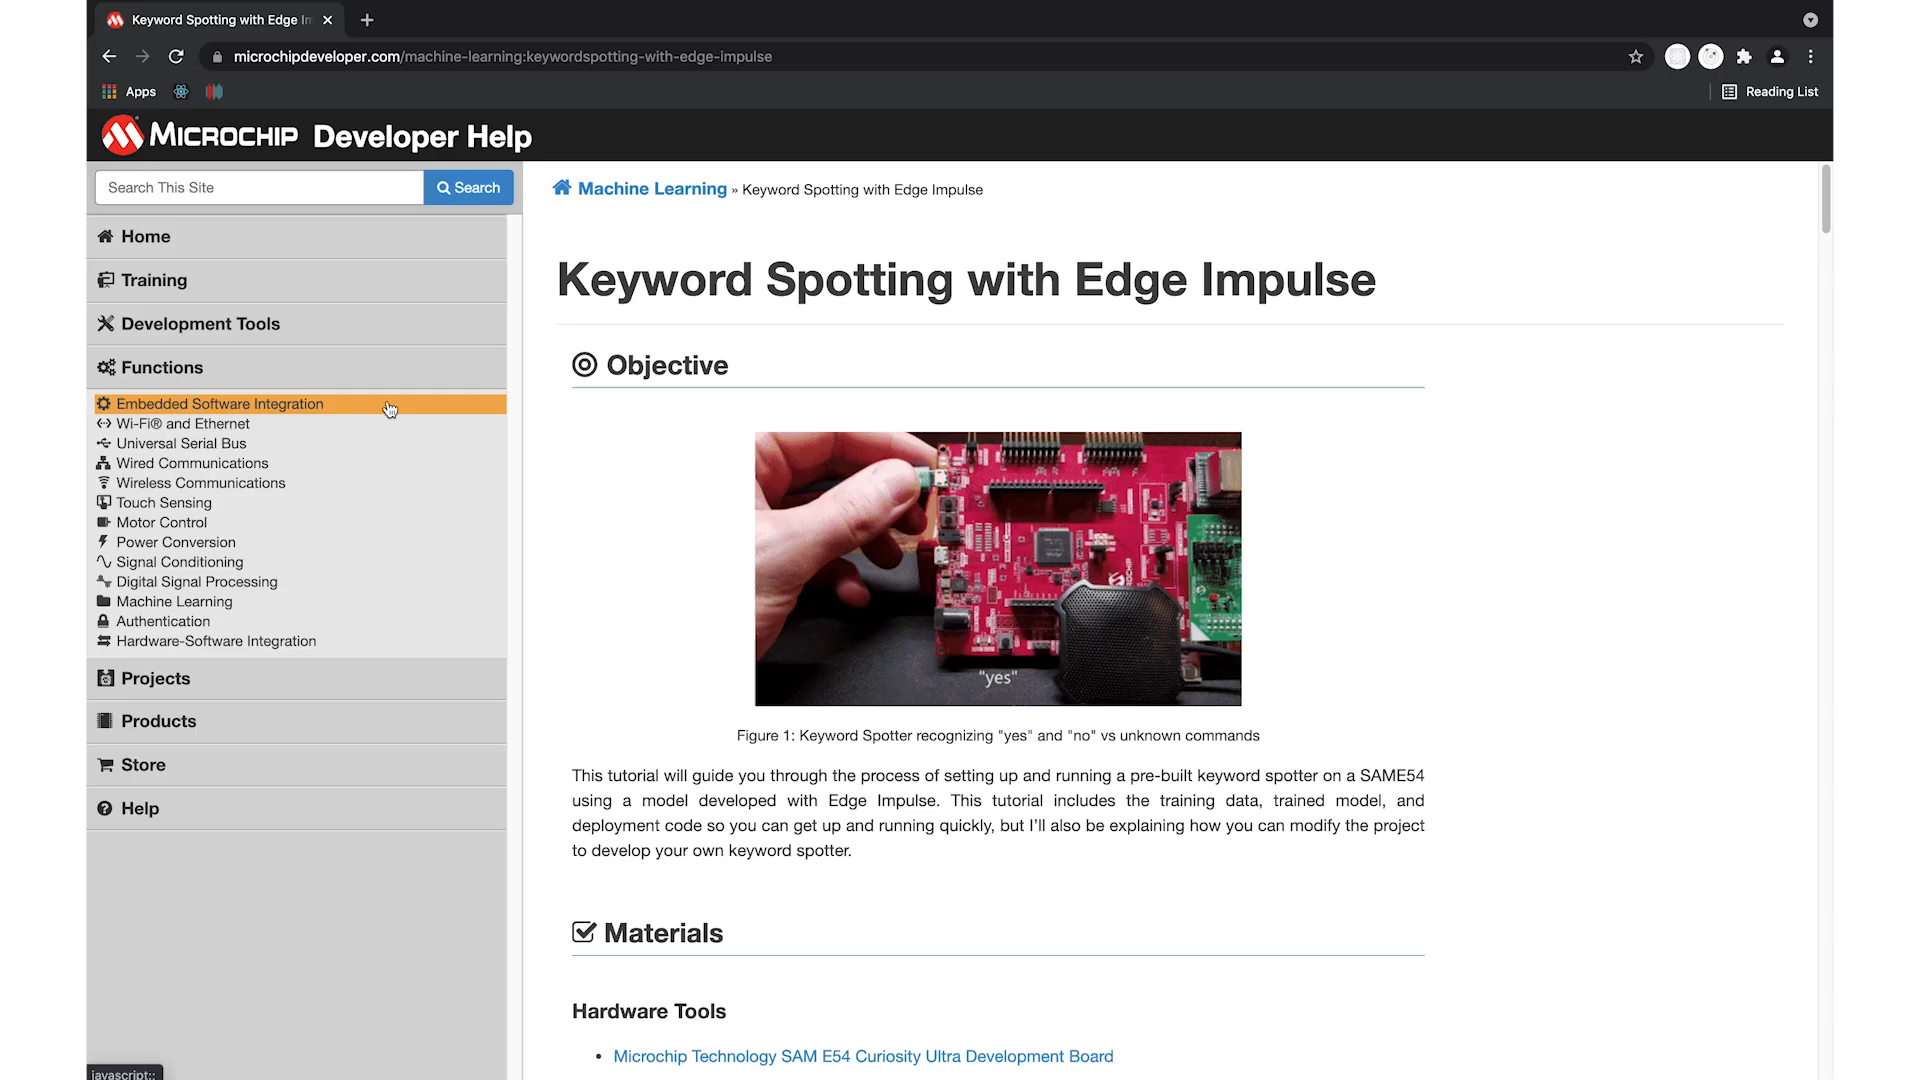 Keyword Spotting with Edge Im
microchipdeveloper.com/machine-learning:keywordspotting-with-edge-impulse
Apps
Reading List
MICROCHIP Developer Help
Search This Site
Search
Home
Training
Development Tools
Functions
Embedded Software Integration
Wi-Fi® and Ethernet
Universal Serial Bus
Wired Communications
Wireless Communications
Touch Sensing
Motor Control
Power Conversion
Signal Conditioning
Digital Signal Processing
Machine Learning
Authentication
Hardware-Software Integration
Projects
Products
Store
Help
javascript:;
Machine Learning » Keyword Spotting with Edge Impulse
Keyword Spotting with Edge Impulse
Objective
"yes"
Figure 1: Keyword Spotter recognizing "yes" and "no" vs unknown commands
This tutorial will guide you through the process of setting up and running a pre-built keyword spotter on a SAME54
using a model developed with Edge Impulse. This tutorial includes the training data, trained model, and
deployment code so you can get up and running quickly, but I'll also be explaining how you can modify the project
to develop your own keyword spotter.
Materials
Hardware Tools
• Microchip Technology SAM E54 Curiosity Ultra Development Board